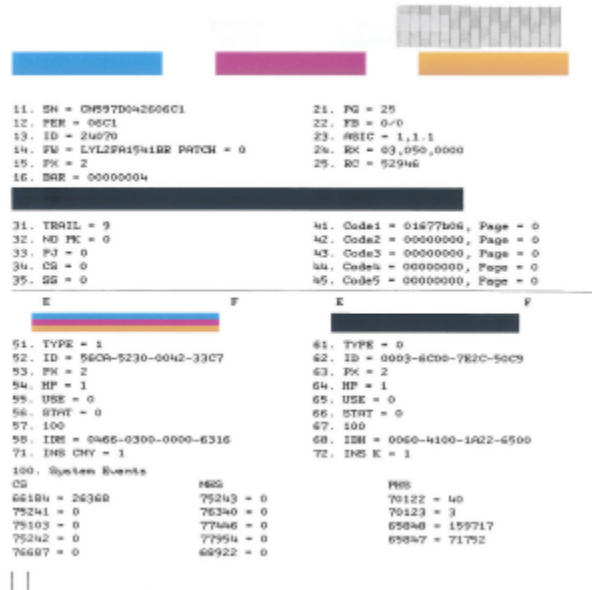 11. SN = CN597D042606C1
12. PER = 06C1
13. ID = 24070
14. FW = LYL2FA1541BR PATCH = 0
15. PX = 2
16. BAR = 00000004
21. PG = 25
22. FB = 0/0
23. ASIC = 1,1.1
24. RX = 03,050,0000
25. RC = 52946
31. TRAIL = 9
32. NO PK = 0
33. PJ = 0
34. CS = 0
35. SS = 0
41. Code1 = 01677b06, Page = 0
42. Code2 = 00000000, Page = 0
43. Code3 = 00000000, Page = 0
44. Code4 = 00000000, Page = 0
45. Code5 = 00000000, Page = 0
E F
51. TYPE = 1
52. ID = 56CA-5230-0042-33C7
53. PX = 2
54. HP = 1
55. USE = 0
56. STAT = 0
57. 100
58. IDH = 0466-0300-0000-6316
71. INS CMY = 1
E F
61. TYPE = 0
62. ID = 0003-6C00-7E2C-50C9
63. PX = 2
64. HP = 1
65. USE = 0
66. STAT = 0
67. 100
68. IDH = 0060-4100-1A22-6500
72. INS K = 1
100. System Events
CS
66184 = 26368
75241 = 0
75103 = 0
75242 = 0
76687 = 0
MRS
75243 = 0
76340 = 0
77446 = 0
77954 = 0
68922 = 0
PHS
70122 = 40
70123 = 3
65848 = 159717
65847 = 71752